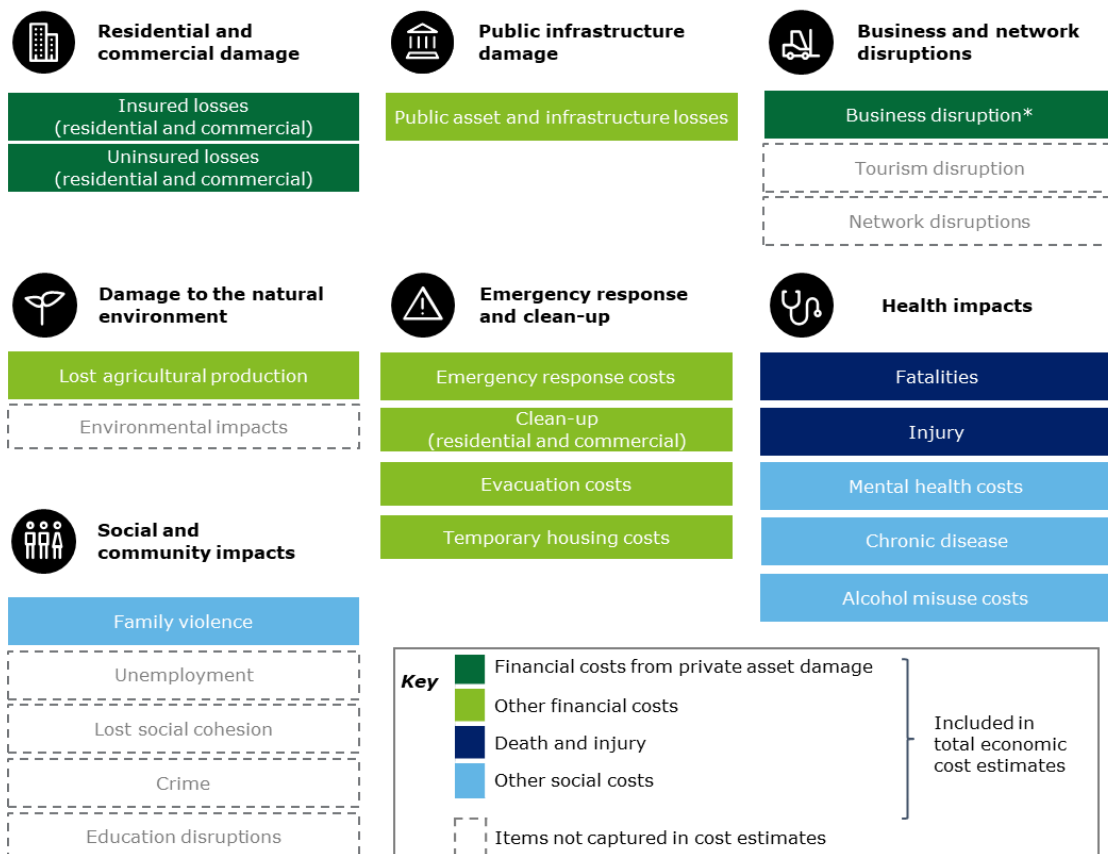 Residential and
commercial damage
Insured losses
(residential and commercial)
Uninsured losses
(residential and commercial)
Public infrastructure
damage
Public asset and infrastructure losses
Business and network
disruptions
Business disruption*
Tourism disruption
Network disruptions
Damage to the natural
environment
Lost agricultural production
Environmental impacts
Emergency response
and clean-up
Emergency response costs
Clean-up
(residential and commercial)
Evacuation costs
Temporary housing costs
Health impacts
Fatalities
Injury
Mental health costs
Chronic disease
Alcohol misuse costs
Social and
community impacts
Family violence
Unemployment
Lost social cohesion
Crime
Education disruptions
Key
Financial costs from private asset damage
Other financial costs
Death and injury
Other social costs
Items not captured in cost estimates
Included in
total economic
cost estimates